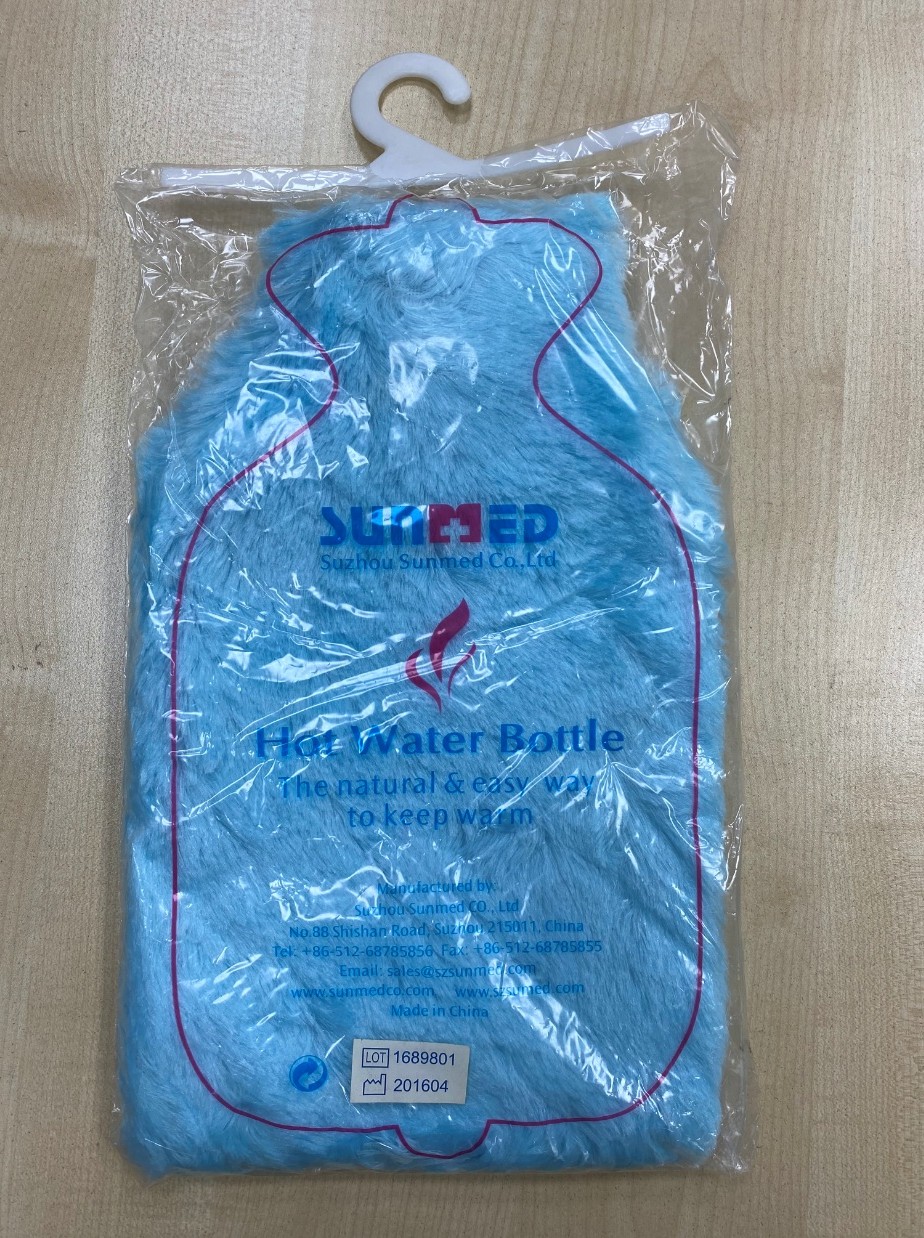 SUNMED
Suzhou Sunmed Co.,Ltd
Hot Water Bottle
The natural & easy way
to keep warm
Manufactured by
Suzhou Sunmed CO., Ltd
No.88 Shishan Road, Suzhou 215011, China
Tel: +86-512-68785856 Fax: +86-512-68785855
Email: sales@szsunmed.com
www.sunmedco.com www.szsumed.com
Made in China
LOT 1689801
201604